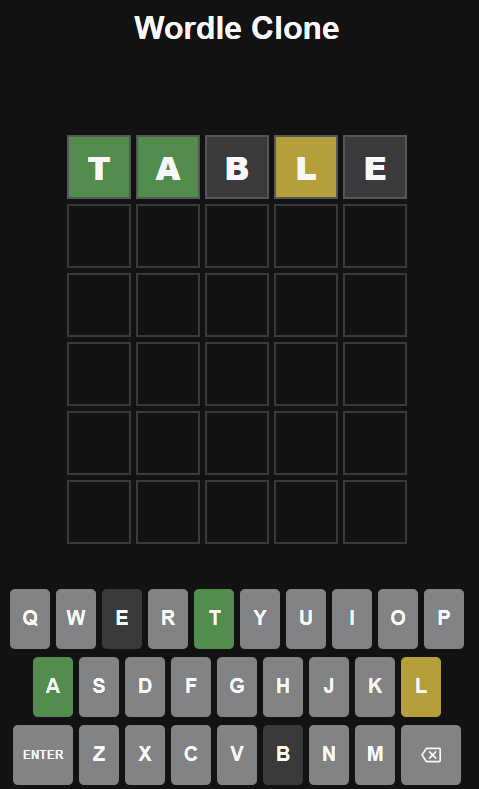 Wordle Clone
T A B L E
Q W E R T Y U I O P
A S D F G H J K L
ENTER Z X C V B N M